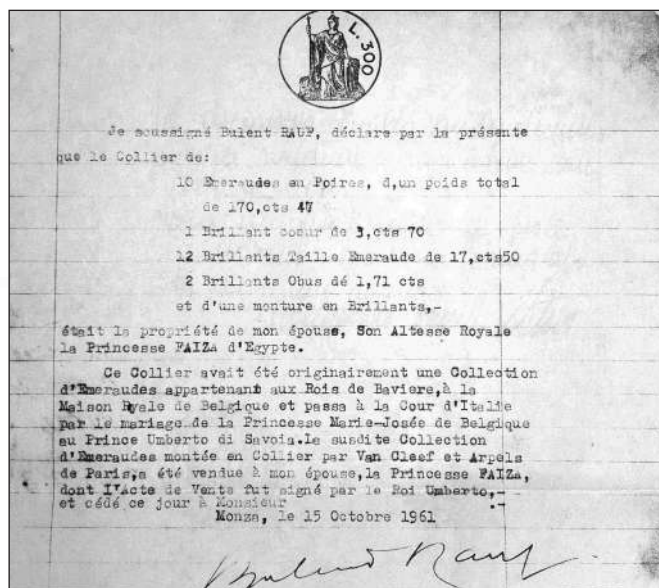 L. 300
Je soussigné Bulent RAUF, déclare par la présente
que le Collier de:
10 Emeraudes en Poires, d,un poids total
de 170,cts 47
1 Brillant coeur de 3,cts 70
12 Brillants Taille Emeraude de 17,cts50
2 Brillants Obus dé 1,71 cts
et d'une monture en Brillants,-
était la propriété de mon épouse, Son Altesse Royale
la Princesse FAIZA d'Egypte.
Ce Collier avait été originairement une Collection
d'Emeraudes appartenant aux Rois de Baviere,à la
Maison Ryale de Belgique et passa à la Cour d'Italie
par le mariage de la Princesse Marie-Josée de Belgique
au Prince Umberto di Savoia.la susdite Collection
d'Emeraudes montée en Collier par Van Cleef et Arpels
de Paris,a été vendue à mon épouse,la Princesse FAIZA,
dont l'Acte de Vente fut signé par le Roi Umberto,-
et cédé ce jour à Monsieur :-
Monza, le 15 Octobre 1961
Bulent Rauf